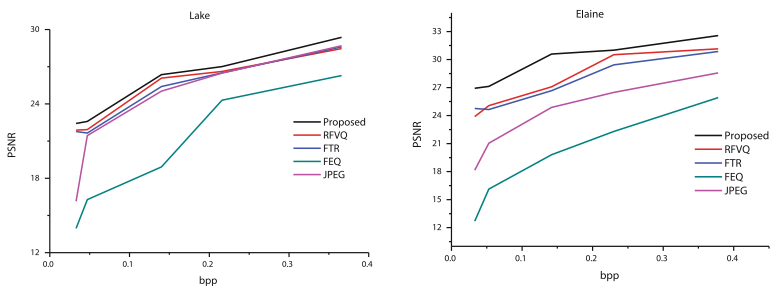 Lake
30
24
18
12
PSNR
0.0 0.1 0.2 0.3 0.4
bpp
Proposed
RFVQ
FTR
FEQ
JPEG
Elaine
33
30
27
24
21
18
15
12
PSNR
0.0 0.1 0.2 0.3 0.4
bpp
Proposed
RFVQ
FTR
FEQ
JPEG